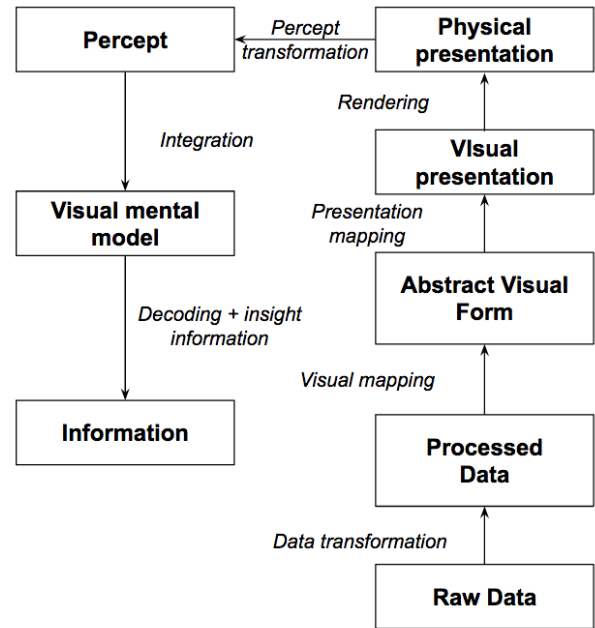 Percept
Percept
transformation
Physical
presentation
Rendering
Integration
VIsual
presentation
Visual mental
model
Presentation
mapping
Abstract Visual
Form
Decoding + insight
information
Visual mapping
Information
Processed
Data
Data transformation
Raw Data